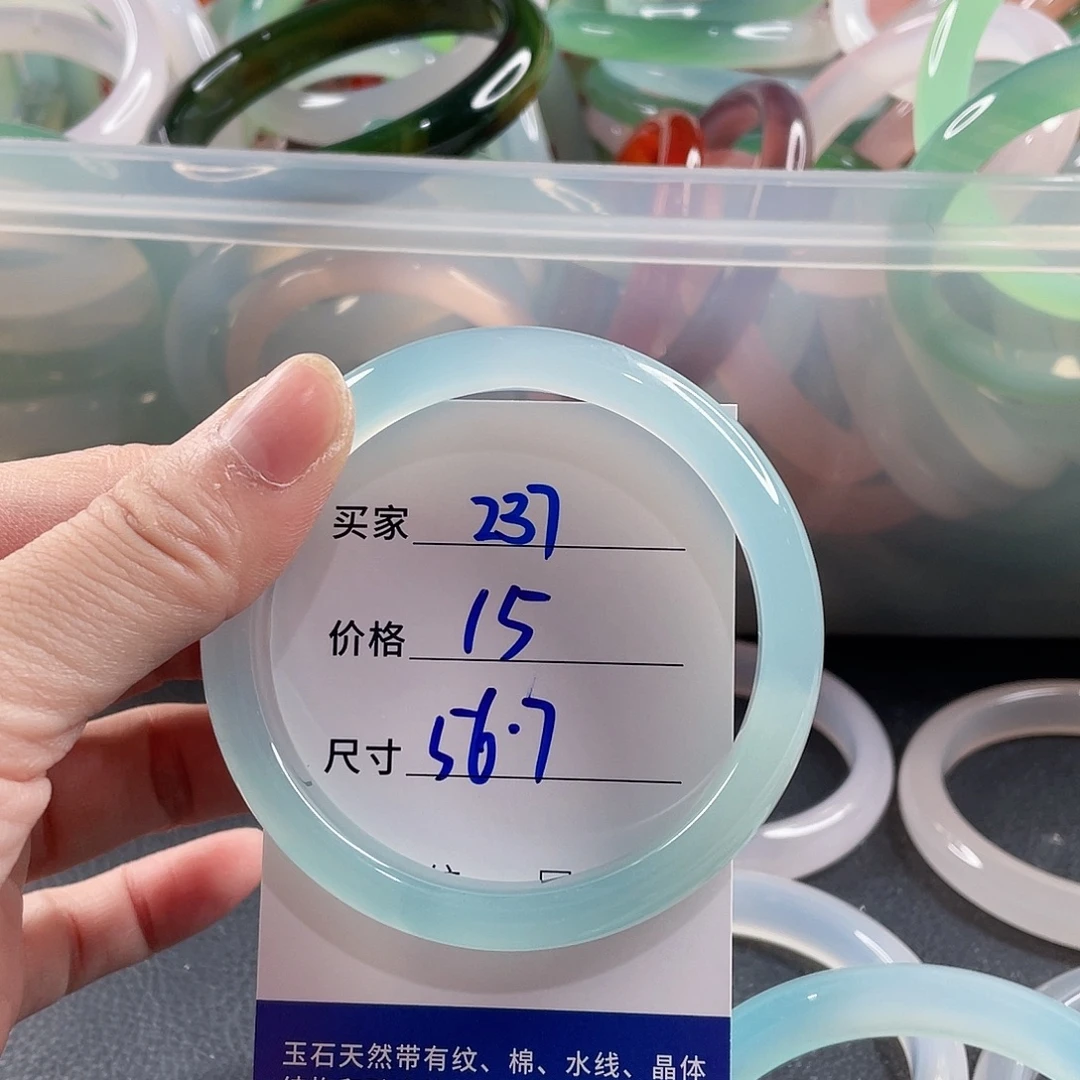 买家 237
价格 15
尺寸 56.7
玉石天然带有纹、棉、水线、晶体